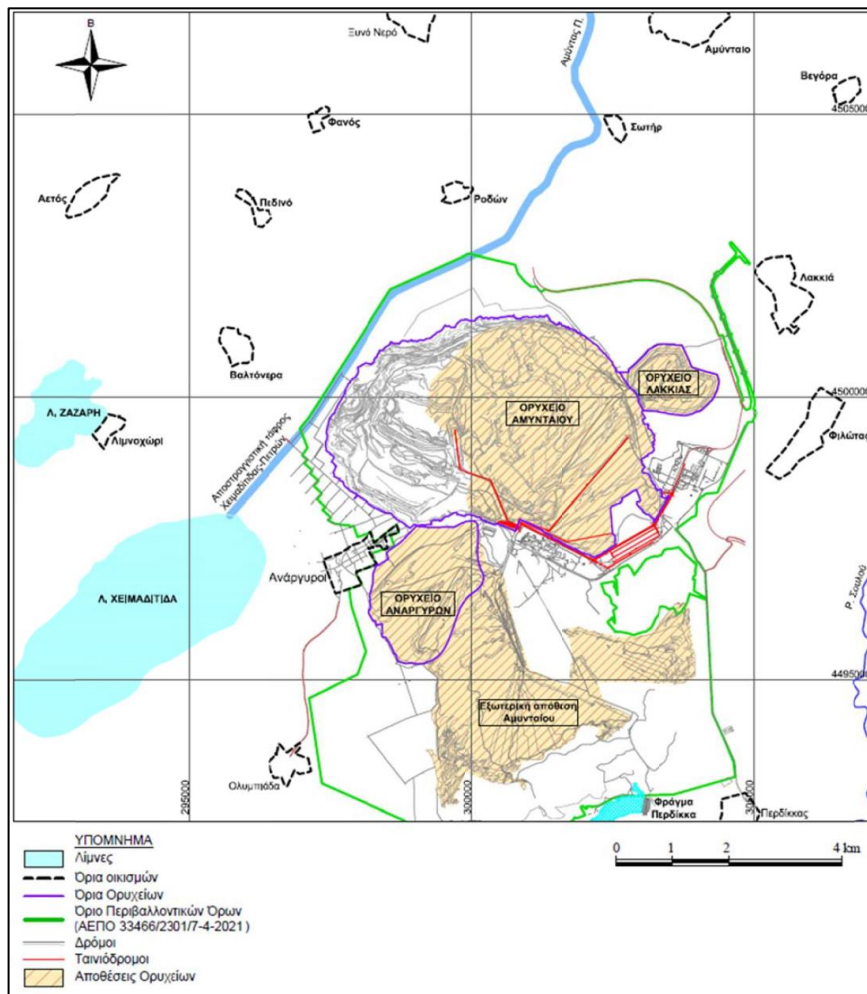 Β
Ξυνό Νερό
Αμύντας Π.
Αμύνταιο
Βεγόρα
4505000
Φανός
Σωτήρ
Αετός
Πεδινό
Ροδών
Λακκιά
Βαλτόνερα
ΟΡΥΧΕΙΟ
ΛΑΚΚΙΑΣ
4500000
Λ, ΖΑΖΑΡΗ
Λιμνοχώρι
ΟΡΥΧΕΙΟ
ΑΜΥΝΤΑΙΟΥ
Φιλώτας
Αποστραγγιστική τάφρος
Χειμαδίτιδας-Πετρών
Ανάργυροι
Λ, ΧΕΙΜΑΔΙΤΙΔΑ
ΟΡΥΧΕΙΟ
ΑΝΑΡΓΥΡΩΝ
4495000
Εξωτερική απόθεση
Αμυνταίου
Ολυμπιάδα
295000
300000
Φράγμα
Περδίκκα
Περδίκκας
ΥΠΟΜΝΗΜΑ
Λίμνες
Όρια οικισμών
Όρια Ορυχείων
Όριο Περιβαλλοντικών Όρων
(ΑΕΠΟ 33466/2301/7-4-2021 )
Δρόμοι
Ταινιόδρομοι
Αποθέσεις Ορυχείων
0 1 2 4 km